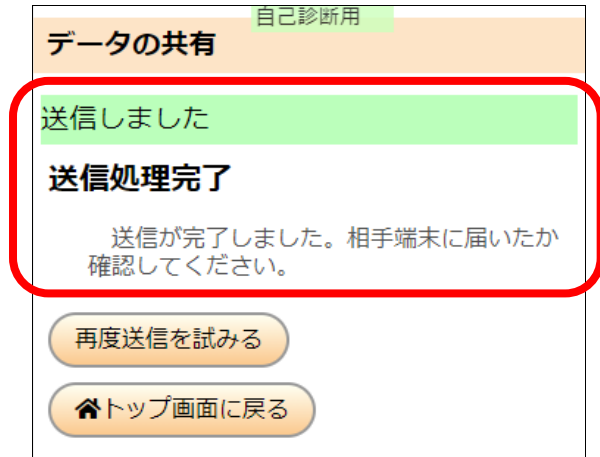 自己診断用
データの共有
送信しました
送信処理完了
送信が完了しました。相手端末に届いたか
確認してください。
再度送信を試みる
トップ画面に戻る